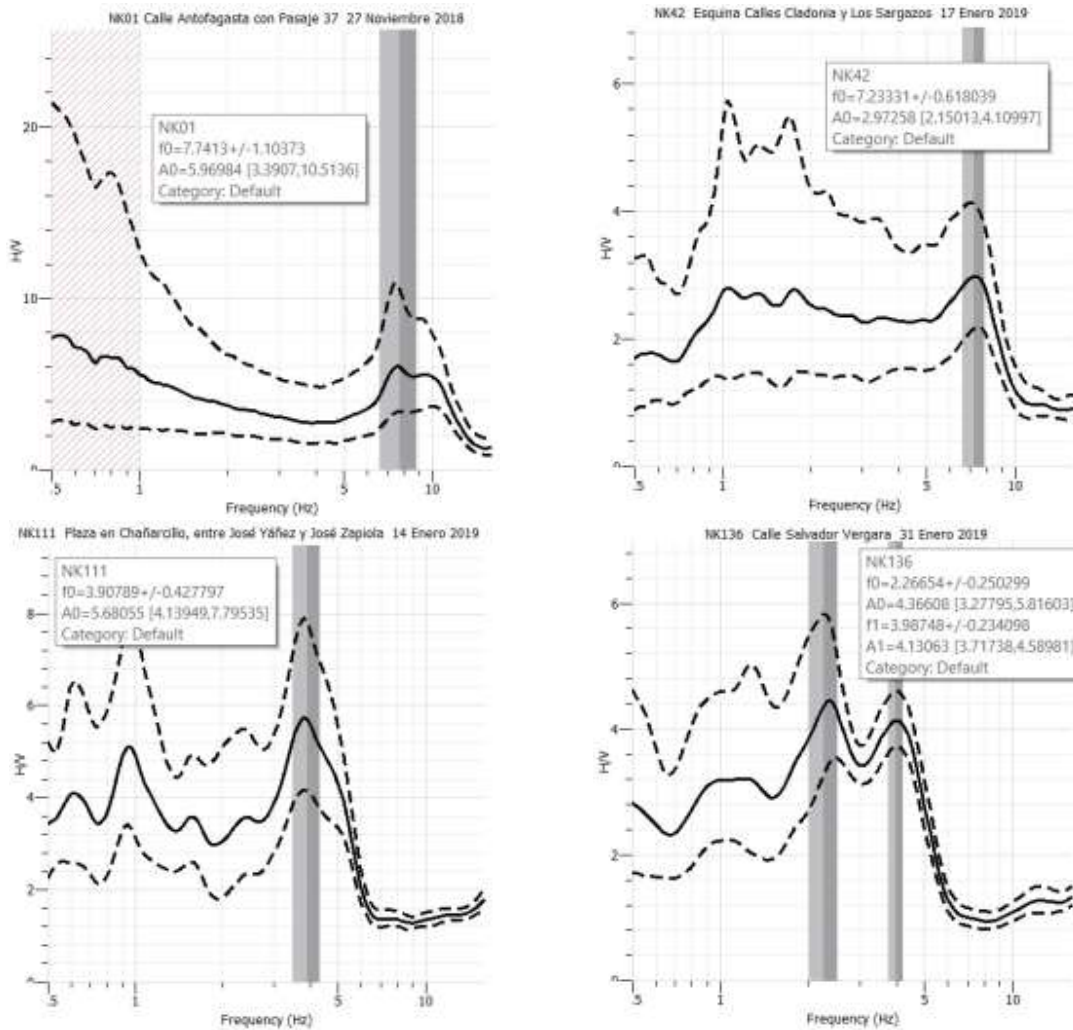 NK01 Calle Antofagasta con Pasaje 37 27 Noviembre 2018
20
10
0
H/V
NK01
f0=7.7413+/-1.10373
A0=5.96984 [3.3907,10.5136]
Category: Default
.5
1
5
10
Frequency (Hz)
NK42 Esquina Calles Cladonia y Los Sargazos 17 Enero 2019
6
4
2
0
H/V
NK42
f0=7.23331+/-0.618039
A0=2.97258 [2.15013,4.10997]
Category: Default
.5
1
5
10
Frequency (Hz)
NK111 Plaza en Chañarcillo, entre José Yáñez y José Zapiola 14 Enero 2019
8
6
4
2
0
H/V
NK111
f0=3.90789+/-0.427797
A0=5.68055 [4.13949,7.79535]
Category: Default
.5
1
5
10
Frequency (Hz)
NK136 Calle Salvador Vergara 31 Enero 2019
6
4
2
0
H/V
NK136
f0=2.26654+/-0.250299
A0=4.36608 [3.27795,5.81603]
f1=3.98748+/-0.234098
A1=4.13063 [3.71738,4.58981]
Category: Default
.5
1
5
10
Frequency (Hz)